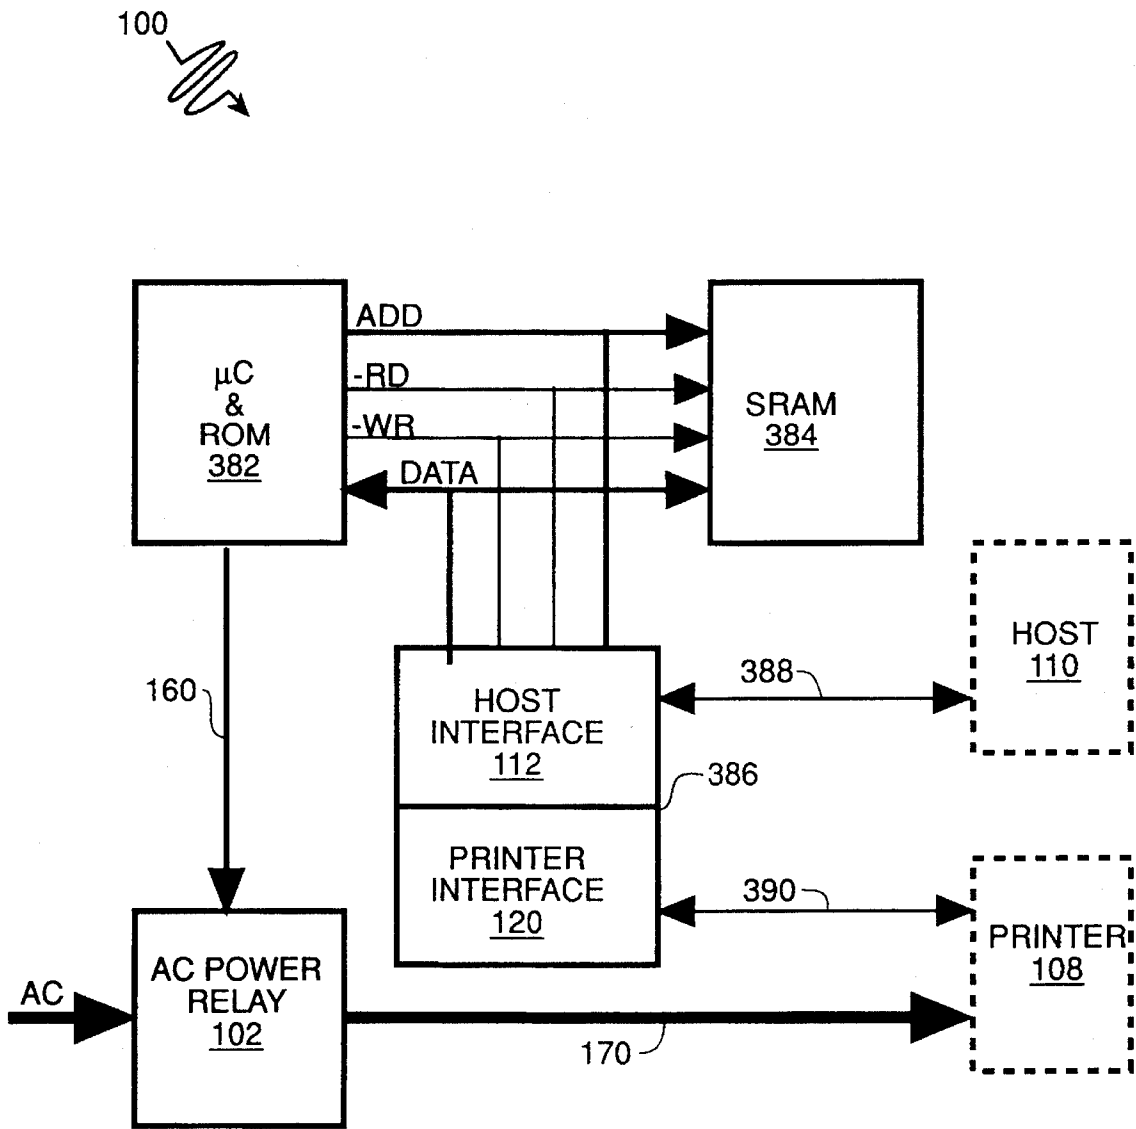 100
ADD
-RD
-WR
DATA
μC
&
ROM
382
SRAM
384
HOST
110
160
388
HOST
INTERFACE
112
386
PRINTER
INTERFACE
120
390
PRINTER
108
AC
AC POWER
RELAY
102
170